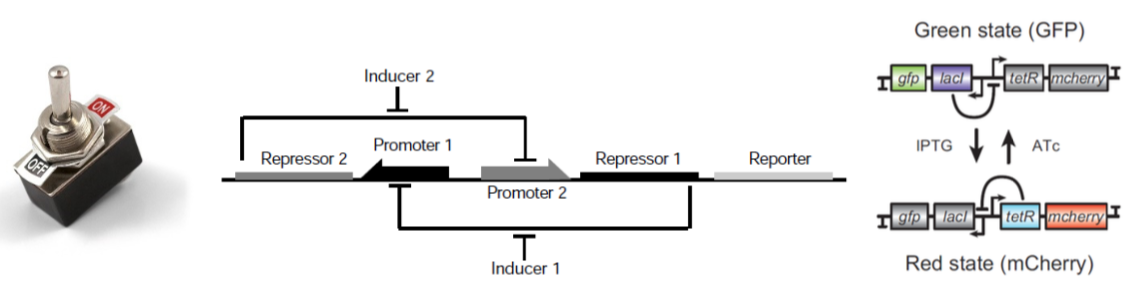 ON
OFF
Inducer 2
Promoter 1
Repressor 2
Repressor 1
Reporter
Promoter 2
Inducer 1
Green state (GFP)
gfp lacI tetR mcherry
IPTG ATc
gfp lacI tetR mcherry
Red state (mCherry)